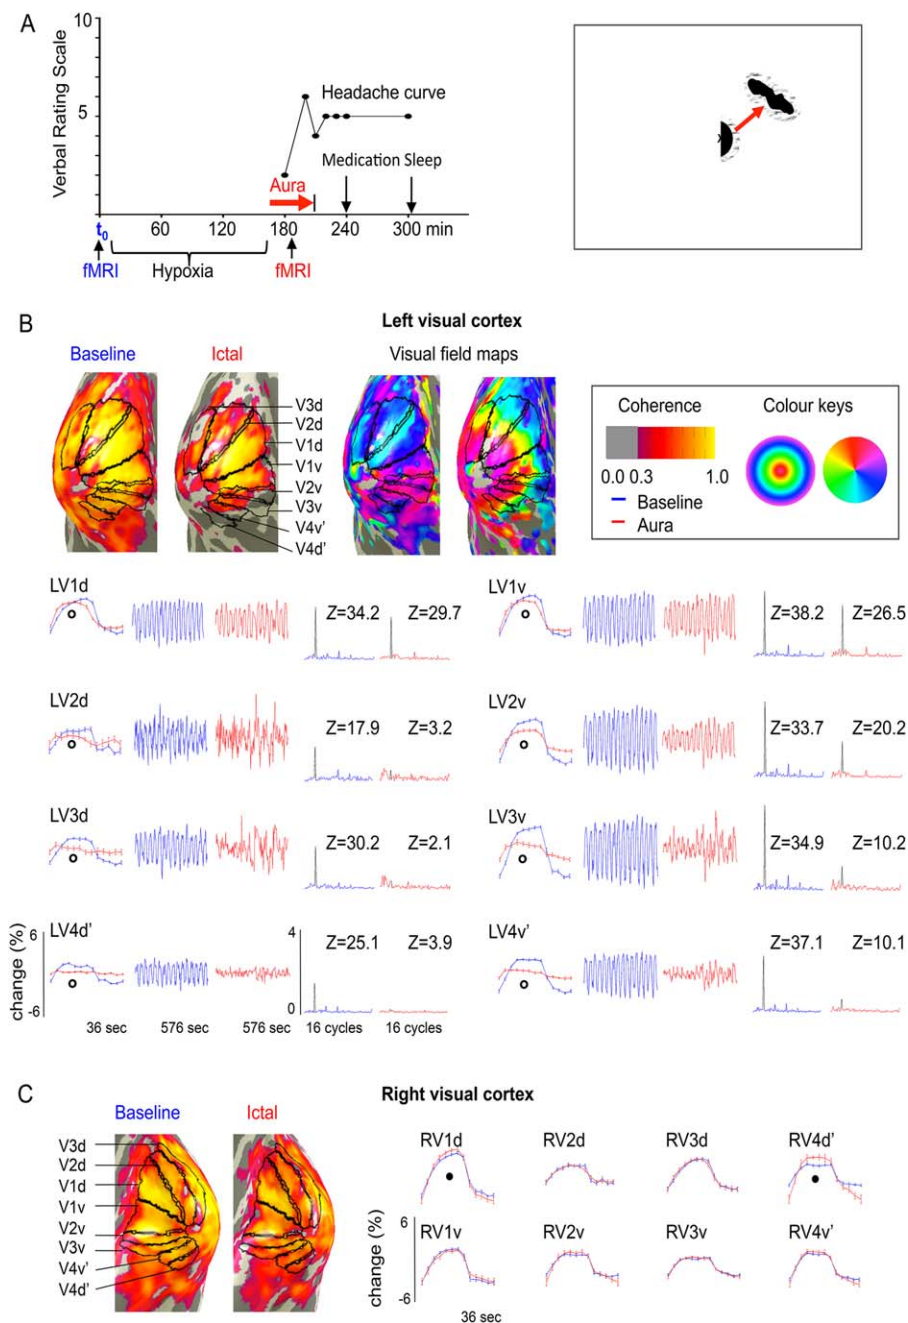 A
Verbal Rating Scale
10
5
Headache curve
Medication Sleep
Aura
t0 60 120 180 240 300 min
fMRI Hypoxia fMRI
x
B
Left visual cortex
Baseline Ictal Visual field maps
V3d
V2d
V1d
V1v
V2v
V3v
V4v'
V4d'
Coherence Colour keys
0.0 0.3 1.0
Baseline
Aura
LV1d Z=34.2 Z=29.7 LV1v Z=38.2 Z=26.5
LV2d Z=17.9 Z=3.2 LV2v Z=33.7 Z=20.2
LV3d Z=30.2 Z=2.1 LV3v Z=34.9 Z=10.2
LV4d' Z=25.1 Z=3.9 LV4v' Z=37.1 Z=10.1
change (%)
6
-6
4
0
36 sec 576 sec 576 sec 16 cycles 16 cycles
C
Right visual cortex
Baseline Ictal
V3d
V2d
V1d
V1v
V2v
V3v
V4v'
V4d'
RV1d RV2d RV3d RV4d'
RV1v RV2v RV3v RV4v'
change (%)
6
-6
36 sec